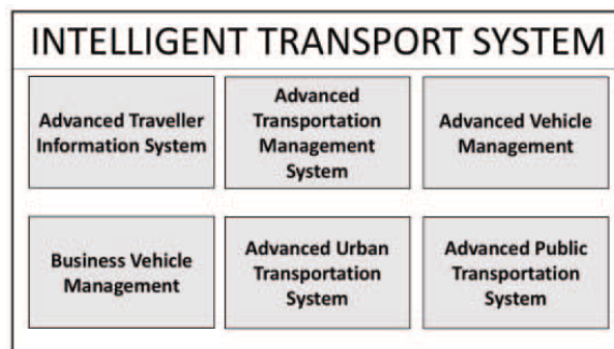 INTELLIGENT TRANSPORT SYSTEM
Advanced Traveller
Information System
Advanced
Transportation
Management
System
Advanced Vehicle
Management
Business Vehicle
Management
Advanced Urban
Transportation
System
Advanced Public
Transportation
System